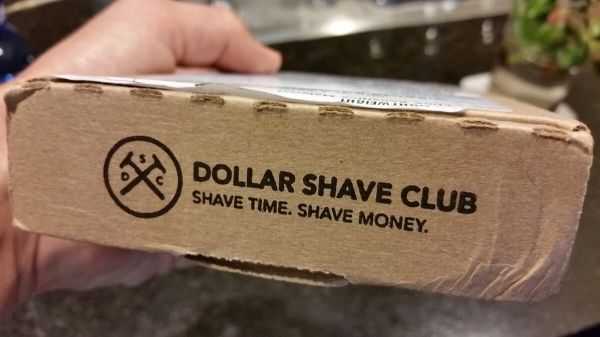 S
D C
DOLLAR SHAVE CLUB
SHAVE TIME. SHAVE MONEY.